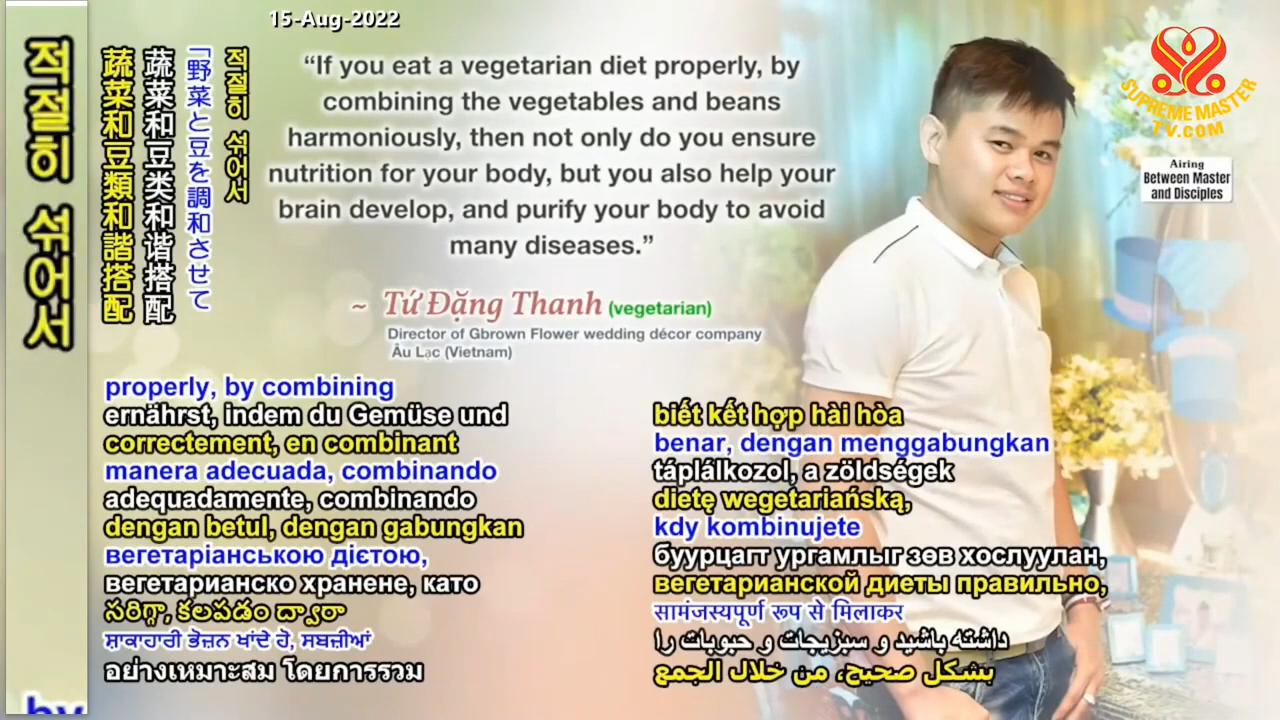 15-Aug-2022
적절히 섞어서
蔬菜和豆類和諧搭配
蔬菜和豆类和谐搭配
「野菜と豆を調和させて
적절히 섞어서
“If you eat a vegetarian diet properly, by
combining the vegetables and beans
harmoniously, then not only do you ensure
nutrition for your body, but you also help your
brain develop, and purify your body to avoid
many diseases.”
~ Tứ Đặng Thanh (vegetarian)
Director of Gbrown Flower wedding décor company
Âu Lạc (Vietnam)
SUPREME MASTER
TV.COM
Airing
Between Master
and Disciples
properly, by combining
ernährst, indem du Gemüse und
correctement, en combinant
manera adecuada, combinando
adequadamente, combinando
dengan betul, dengan gabungkan
вегетаріанською дієтою,
вегетарианско хранене, като
సరిగ్గా, కలపడం ద్వారా
ਸ਼ਾਕਾਹਾਰੀ ਭੋਜ਼ਨ ਖਾਂਦੇ ਹੋ, ਸਬਜ਼ੀਆਂ
อย่างเหมาะสม โดยการรวม
biết kết hợp hài hòa
benar, dengan menggabungkan
táplálkozol, a zöldségek
dietę wegetariańską,
kdy kombinujete
буурцагт ургамлыг зөв хослуулан,
вегетарианской диеты правильно,
सामंजस्यपूर्ण रूप से मिलाकर
داشته باشید و سبزیجات و حبوبات را
بشكل صحيح، من خلال الجمع
by